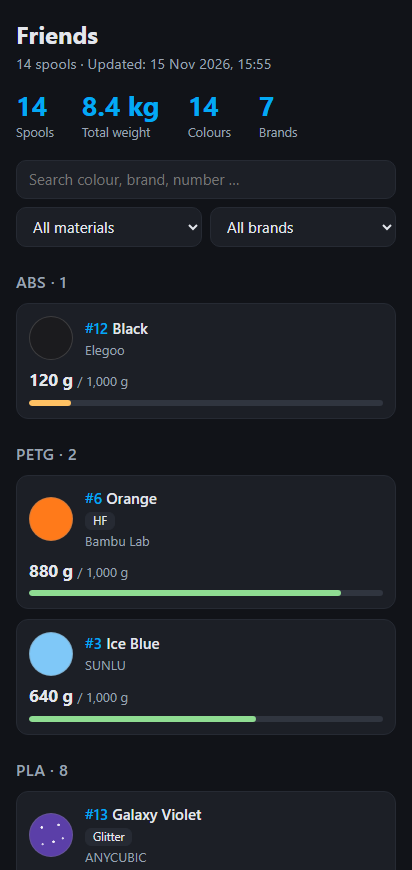 Friends
14 spools · Updated: 15 Nov 2026, 15:55
14 8.4 kg 14 7
Spools Total weight Colours Brands
Search colour, brand, number ...
All materials All brands
ABS · 1
#12 Black
Elegoo
120 g / 1,000 g
PETG · 2
#6 Orange
HF
Bambu Lab
880 g / 1,000 g
#3 Ice Blue
SUNLU
640 g / 1,000 g
PLA · 8
#13 Galaxy Violet
Glitter
ANYCUBIC